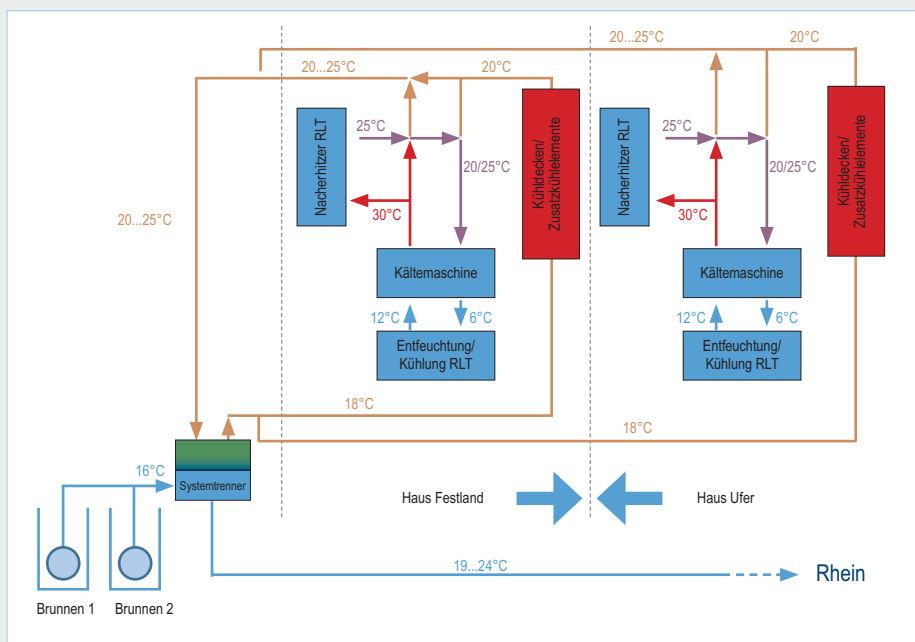 20...25°C
20°C
20...25°C
20°C
20...25°C
Nacherhitzer RLT
25°C
20/25°C
30°C
Kühldecken/
Zusatzkühlelemente
Nacherhitzer RLT
25°C
20/25°C
30°C
Kühldecken/
Zusatzkühlelemente
Kältemaschine
Kältemaschine
12°C
6°C
12°C
6°C
Entfeuchtung/
Kühlung RLT
Entfeuchtung/
Kühlung RLT
18°C
18°C
16°C
Systemtrenner
Haus Festland
Haus Ufer
19...24°C
Rhein
Brunnen 1
Brunnen 2